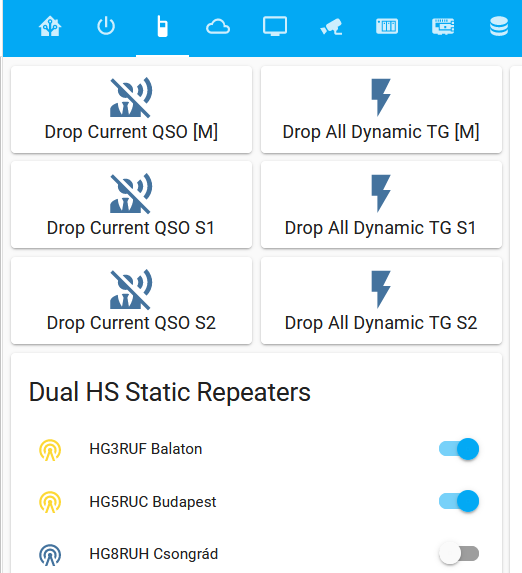 Drop Current QSO [M]
Drop All Dynamic TG [M]
Drop Current QSO S1
Drop All Dynamic TG S1
Drop Current QSO S2
Drop All Dynamic TG S2
Dual HS Static Repeaters
HG3RUF Balaton
HG5RUC Budapest
HG8RUH Csongrád